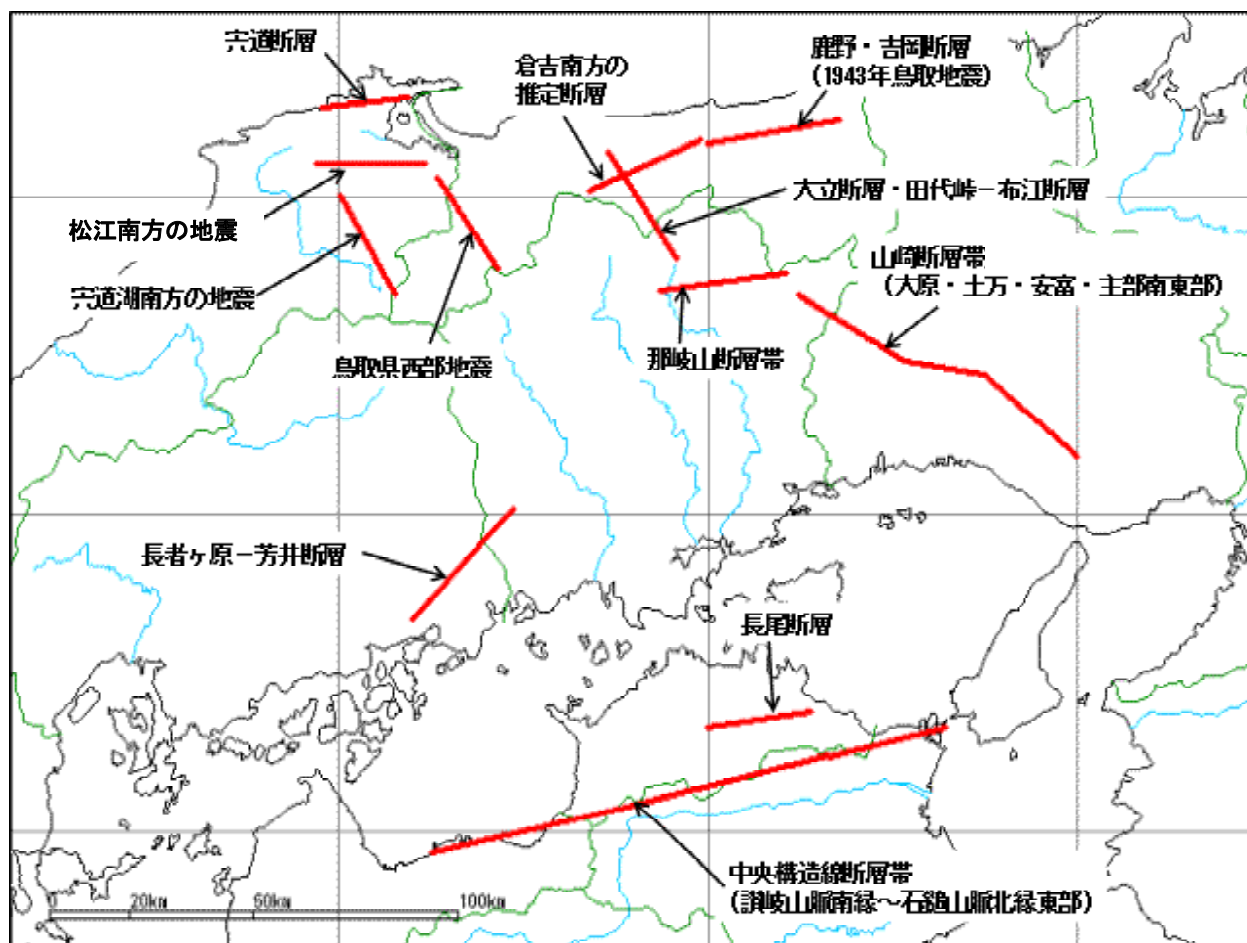 宍道断層
鹿野・吉岡断層
(1943年鳥取地震)
倉吉南方の
推定断層
大立断層・田代峠－布江断層
松江南方の地震
山崎断層帯
(大原・土万・安富・主部南東部)
宍道湖南方の地震
鳥取県西部地震
那岐山断層帯
長者ヶ原－芳井断層
長尾断層
中央構造線断層帯
(讃岐山脈南縁～石鎚山脈北縁東部)
0 20km 50km 100km